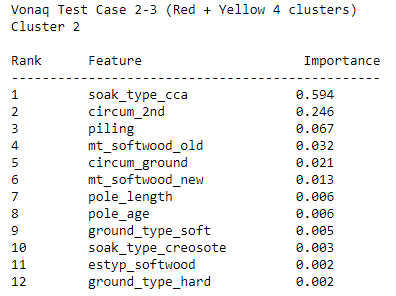 Vonaq Test Case 2-3 (Red + Yellow 4 clusters)
Cluster 2
Rank Feature Importance
------------------------------------------------
1 soak_type_cca 0.594
2 circum_2nd 0.246
3 piling 0.067
4 mt_softwood_old 0.032
5 circum_ground 0.021
6 mt_softwood_new 0.013
7 pole_length 0.006
8 pole_age 0.006
9 ground_type_soft 0.005
10 soak_type_creosote 0.003
11 estyp_softwood 0.002
12 ground_type_hard 0.002